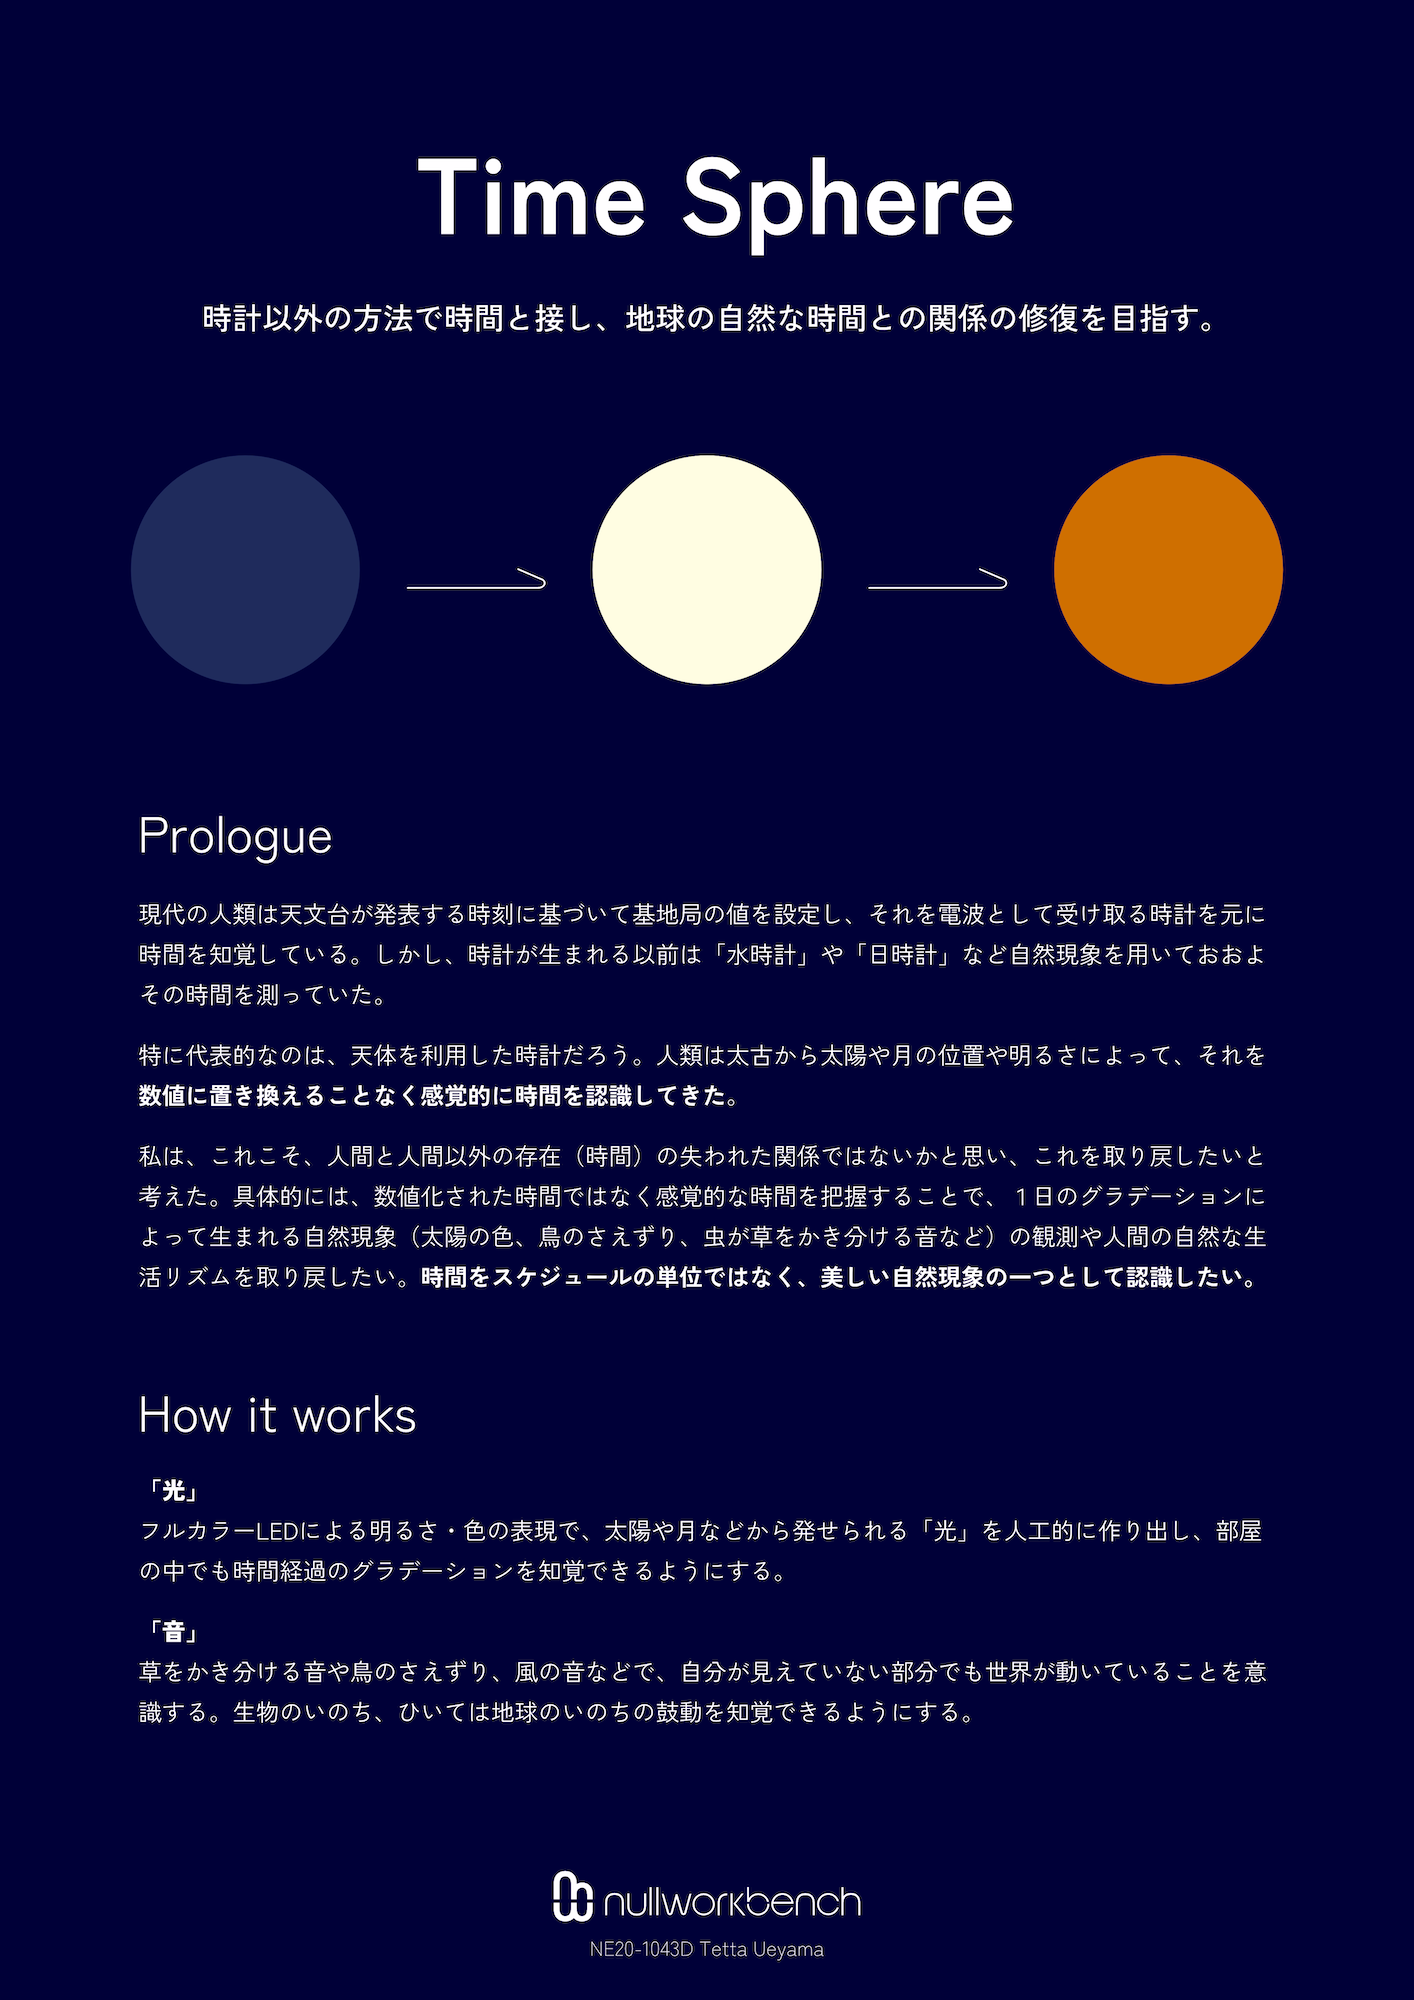 Time Sphere
時計以外の方法で時間と接し、地球の自然な時間との関係の修復を目指す。
Prologue
現代の人類は天文台が発表する時刻に基づいて基地局の値を設定し、それを電波として受け取る時計を元に
時間を知覚している。しかし、時計が生まれる以前は「水時計」や「日時計」など自然現象を用いておおよ
その時間を測っていた。
特に代表的なのは、天体を利用した時計だろう。人類は太古から太陽や月の位置や明るさによって、それを
数値に置き換えることなく感覚的に時間を認識してきた。
私は、これこそ、人間と人間以外の存在（時間）の失われた関係ではないかと思い、これを取り戻したいと
考えた。具体的には、数値化された時間ではなく感覚的な時間を把握することで、１日のグラデーションに
よって生まれる自然現象（太陽の色、鳥のさえずり、虫が草をかき分ける音など）の観測や人間の自然な生
活リズムを取り戻したい。時間をスケジュールの単位ではなく、美しい自然現象の一つとして認識したい。
How it works
「光」
フルカラーLEDによる明るさ・色の表現で、太陽や月などから発せられる「光」を人工的に作り出し、部屋
の中でも時間経過のグラデーションを知覚できるようにする。
「音」
草をかき分ける音や鳥のさえずり、風の音などで、自分が見えていない部分でも世界が動いていることを意
識する。生物のいのち、ひいては地球のいのちの鼓動を知覚できるようにする。
nullworkbench
NE20-1043D Tetta Ueyama